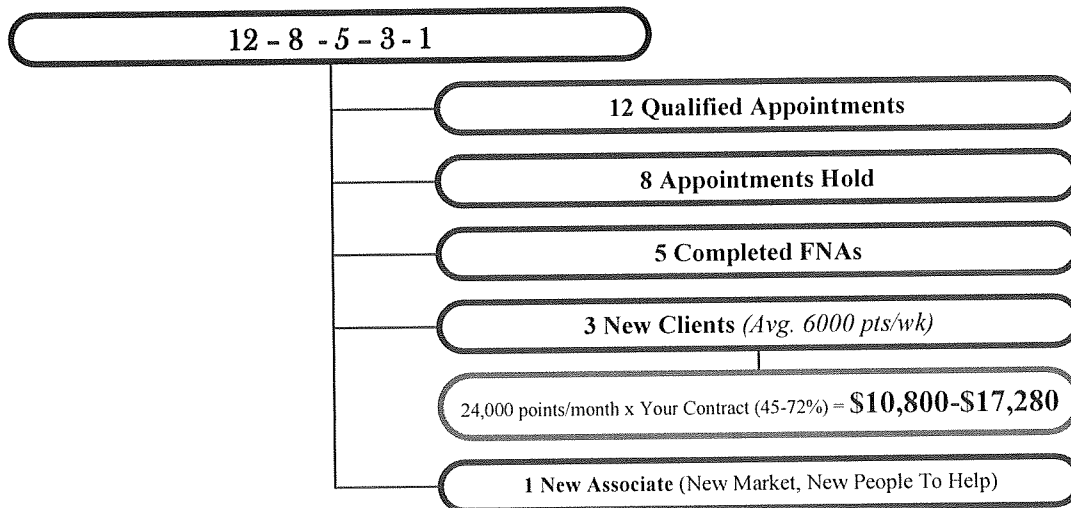 12 – 8 - 5 – 3 - 1
12 Qualified Appointments
8 Appointments Hold
5 Completed FNAs
3 New Clients (Avg. 6000 pts/wk)
24,000 points/month x Your Contract (45-72%) = $10,800-$17,280
1 New Associate (New Market, New People To Help)